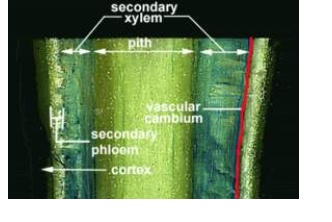 secondary
xylem
pith
vascular
cambium
secondary
phloem
cortex